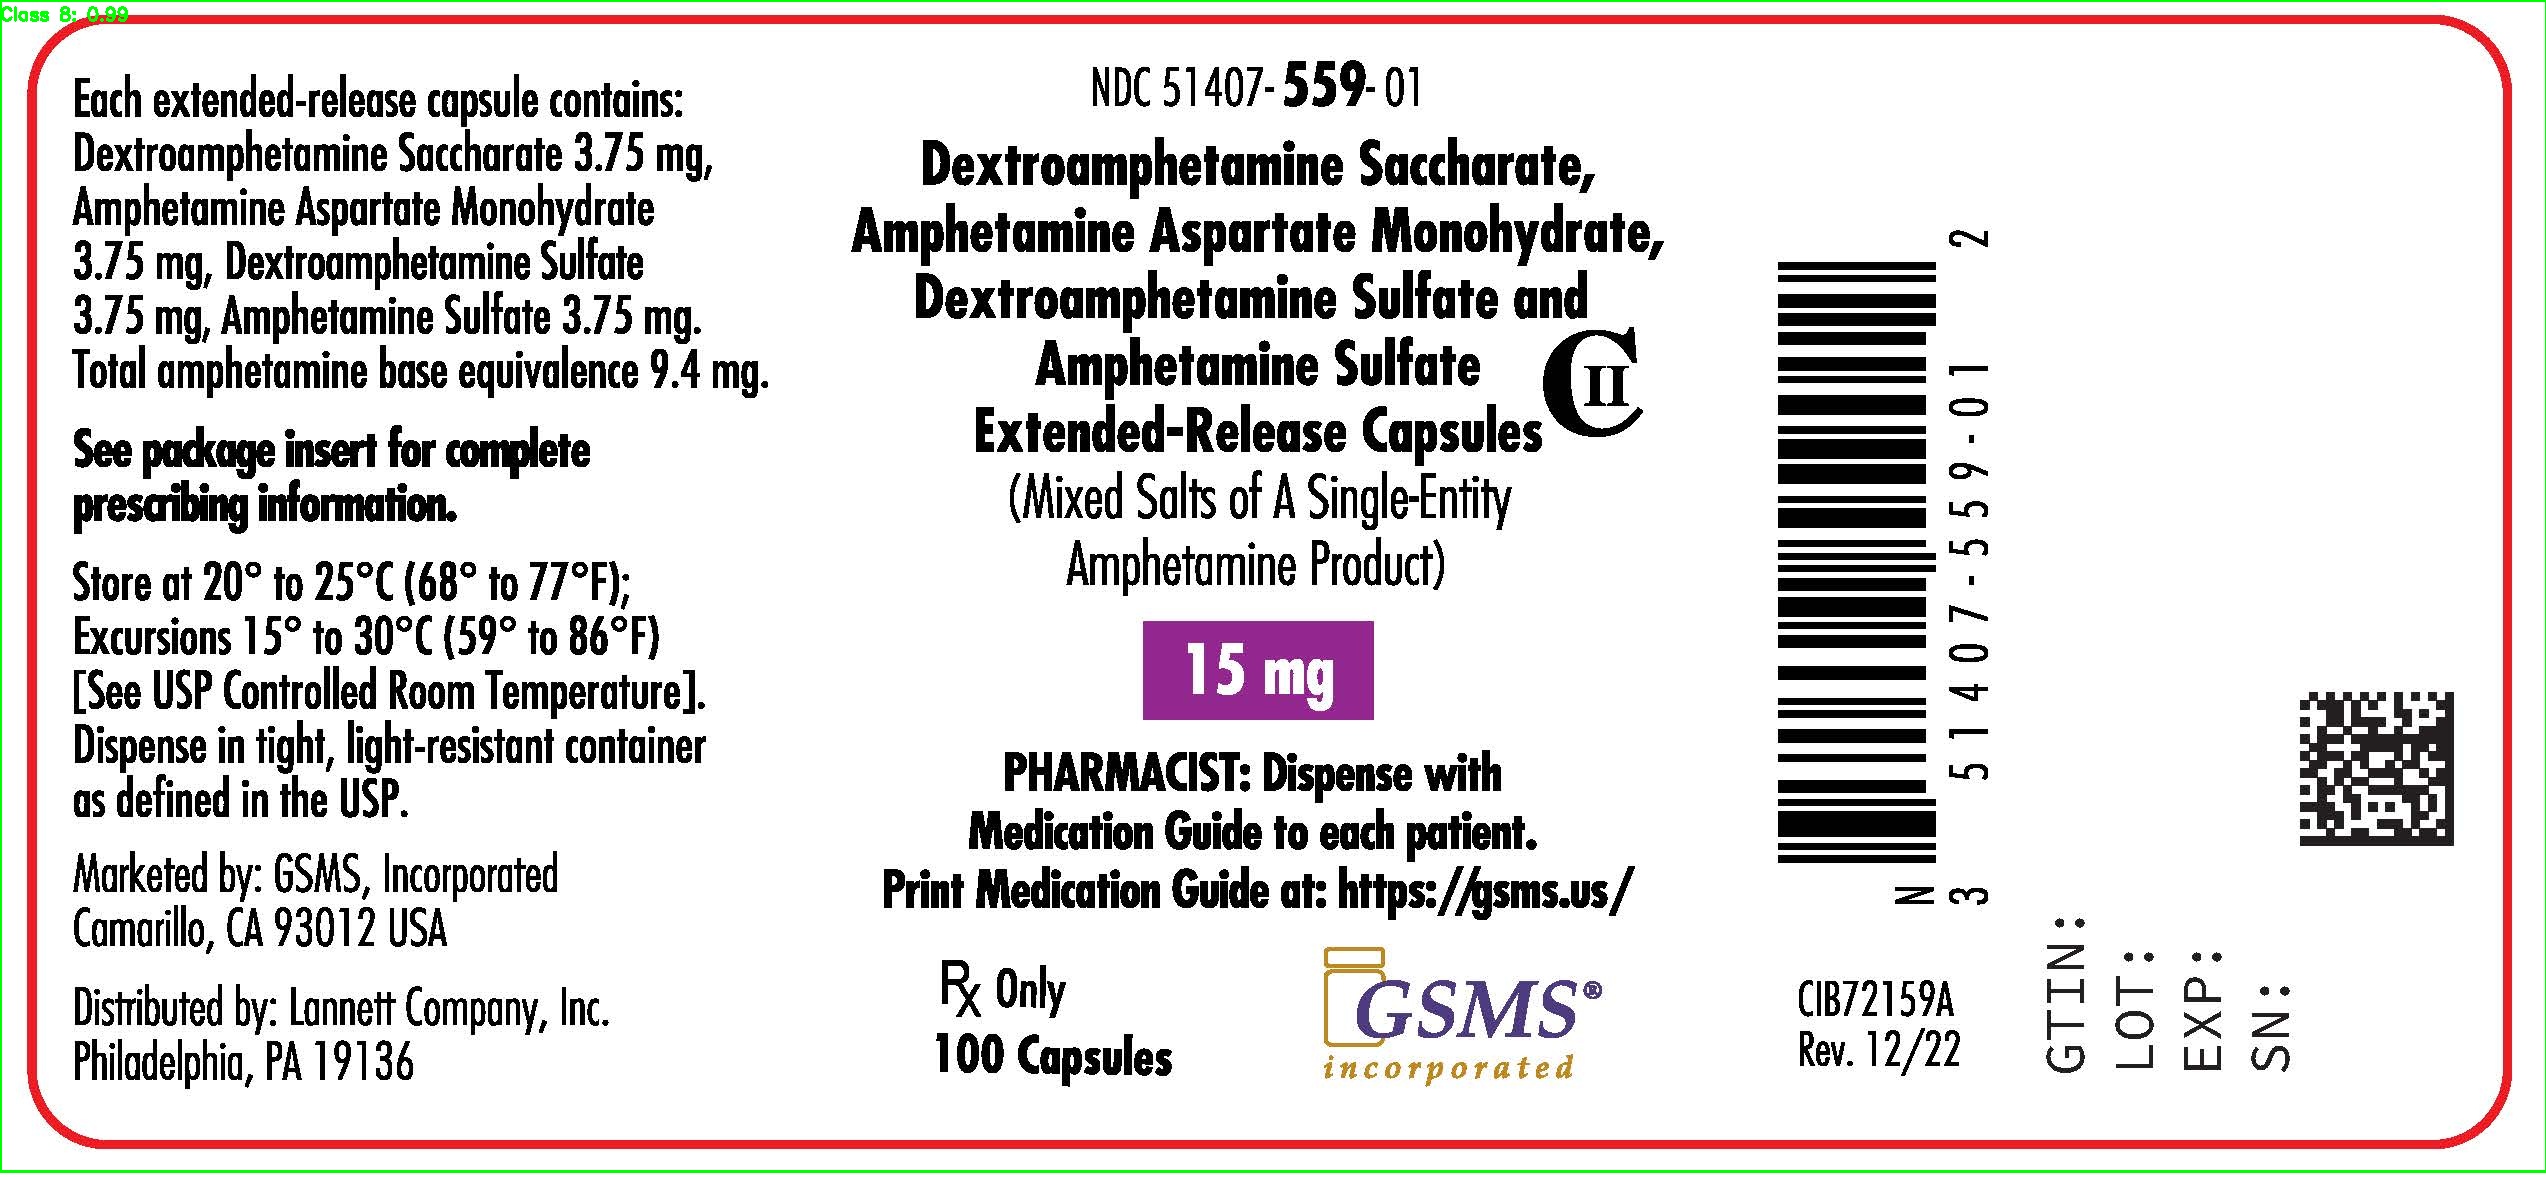 Class 8: 0.99
Each extended-release capsule contains:
Dextroamphetamine Saccharate 3.75 mg,
Amphetamine Aspartate Monohydrate
3.75 mg, Dextroamphetamine Sulfate
3.75 mg, Amphetamine Sulfate 3.75 mg.
Total amphetamine base equivalence 9.4 mg.
See package insert for complete
prescribing information.
Store at 20° to 25°C (68° to 77°F);
Excursions 15° to 30°C (59° to 86°F)
[See USP Controlled Room Temperature].
Dispense in tight, light-resistant container
as defined in the USP.
Marketed by: GSMS, Incorporated
Camarillo, CA 93012 USA
Distributed by: Lannett Company, Inc.
Philadelphia, PA 19136
NDC 51407-559-01
Dextroamphetamine Saccharate,
Amphetamine Aspartate Monohydrate,
Dextroamphetamine Sulfate and
Amphetamine Sulfate
Extended-Release Capsules
CII
(Mixed Salts of A Single-Entity
Amphetamine Product)
15 mg
PHARMACIST: Dispense with
Medication Guide to each patient.
Print Medication Guide at: https://gsms.us/
Rx Only
100 Capsules
GSMS®
incorporated
N
3 51407-559-01 2
CIB72159A
Rev. 12/22
GTIN:
LOT:
EXP:
SN: